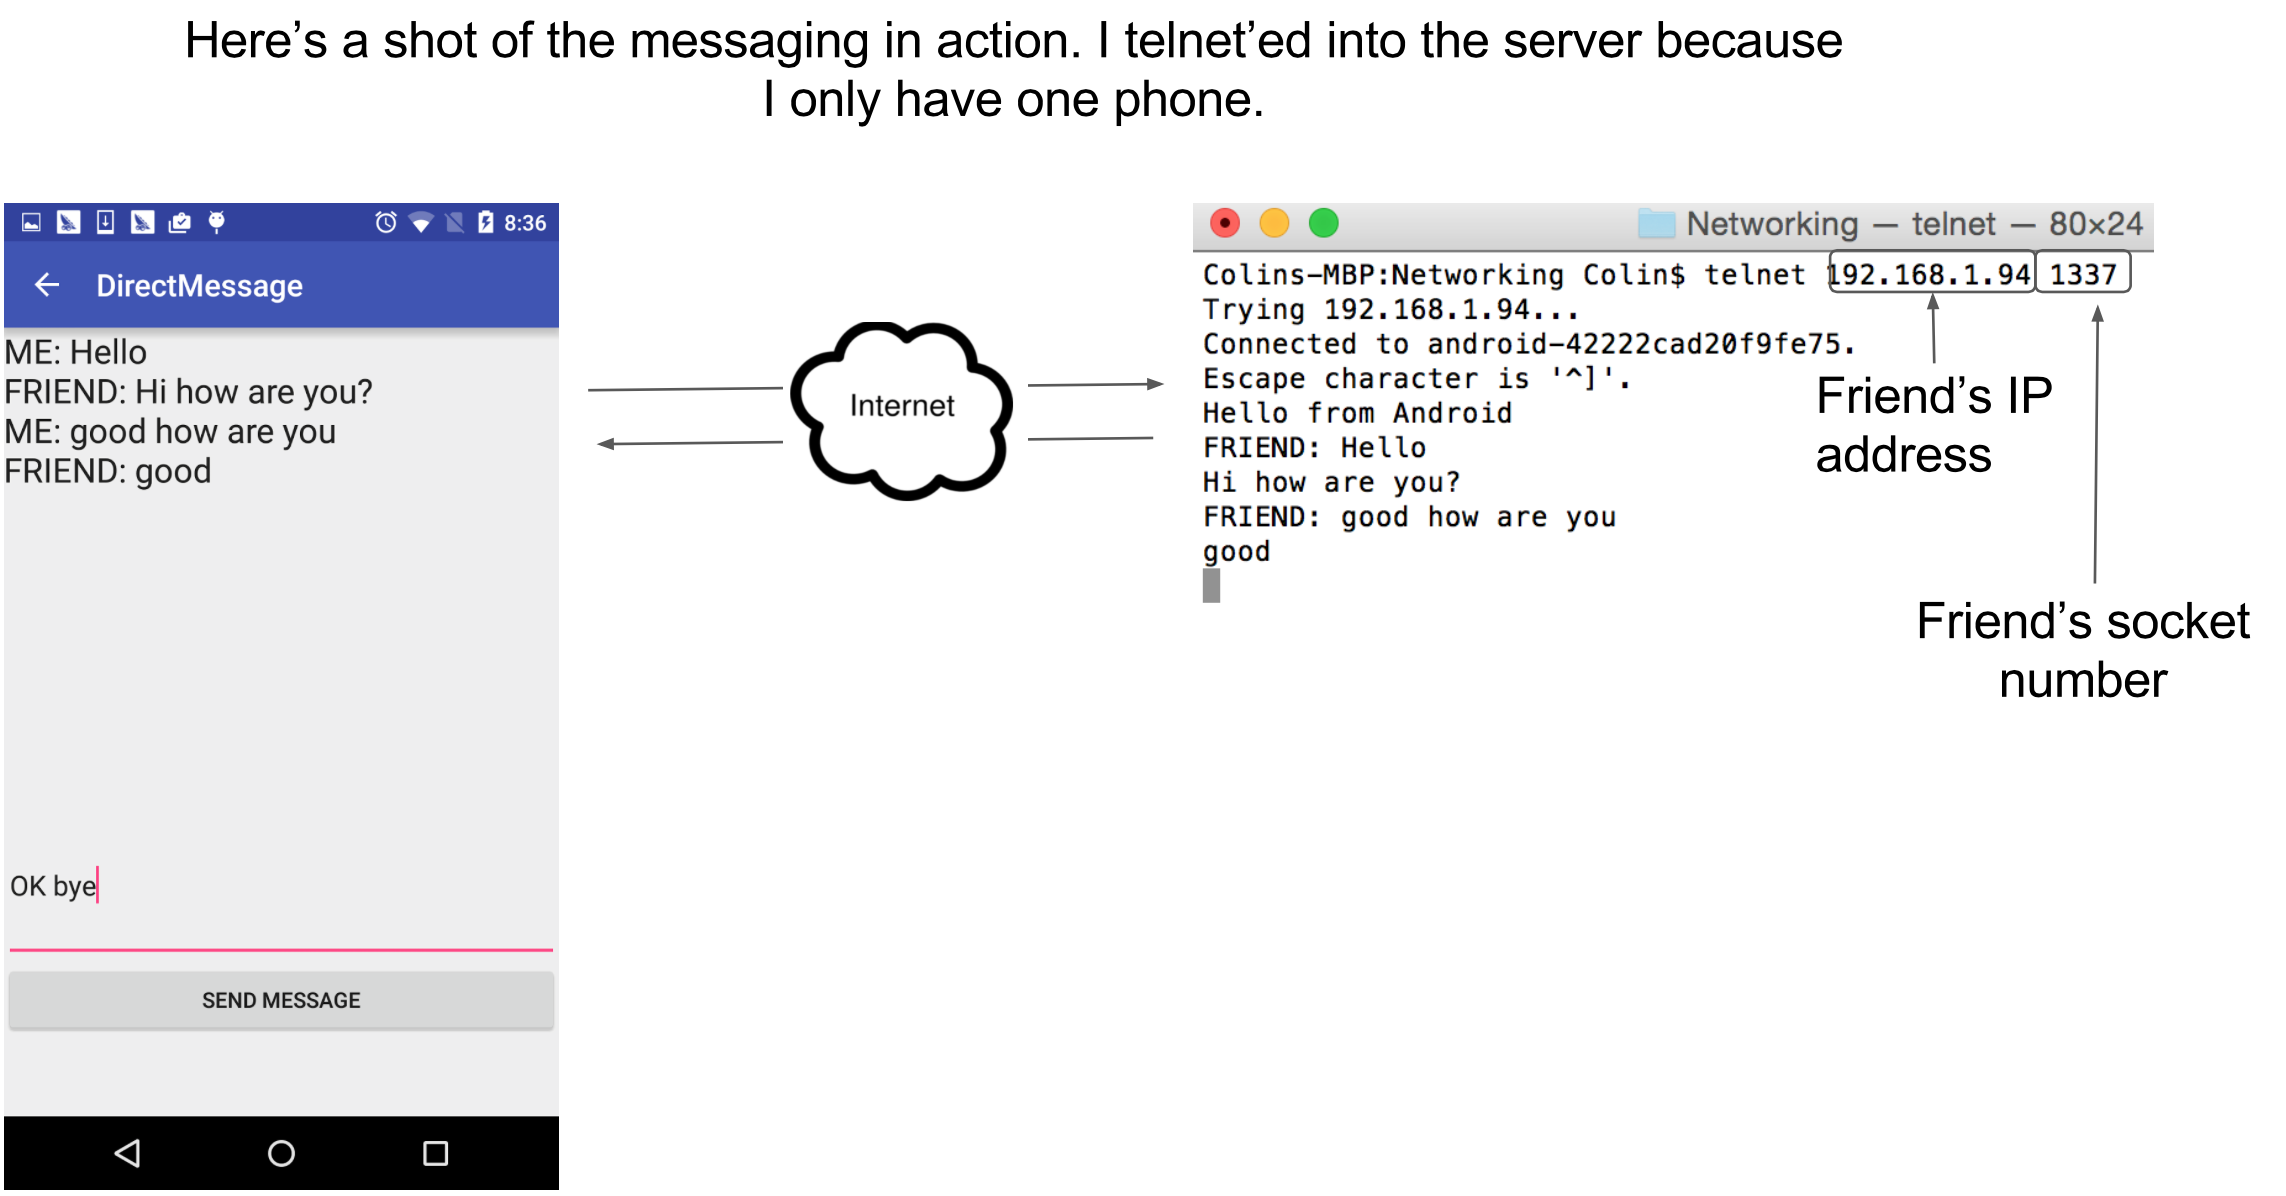 Here’s a shot of the messaging in action. I telnet’ed into the server because
I only have one phone.
8:36
DirectMessage
ME: Hello
FRIEND: Hi how are you?
ME: good how are you
FRIEND: good
OK bye
SEND MESSAGE
Internet
Networking — telnet — 80×24
Colins-MBP:Networking Colin$ telnet 192.168.1.94 1337
Trying 192.168.1.94...
Connected to android-42222cad20f9fe75.
Escape character is '^]'.
Hello from Android
FRIEND: Hello
Hi how are you?
FRIEND: good how are you
good
Friend’s IP
address
Friend’s socket
number